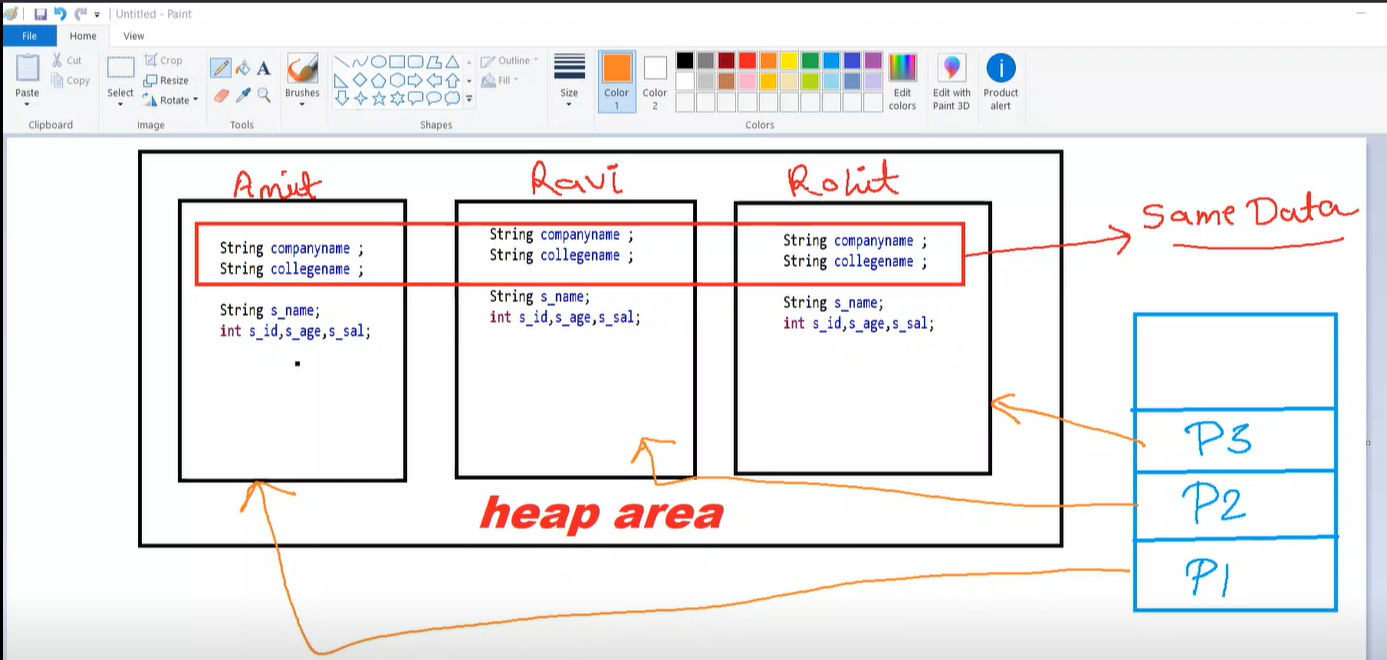 Untitled - Paint
File Home View
Paste
Cut
Copy
Clipboard
Select
Crop
Resize
Rotate
Image
A
Tools
Brushes
Outline
Fill
Shapes
Size
Color 1
Color 2
Edit colors
Colors
Edit with Paint 3D
Product alert
Amit
String companyname ;
String collegename ;
String s_name;
int s_id,s_age,s_sal;
Ravi
String companyname ;
String collegename ;
String s_name;
int s_id,s_age,s_sal;
Rohit
String companyname ;
String collegename ;
String s_name;
int s_id,s_age,s_sal;
Same Data
heap area
P3
P2
P1